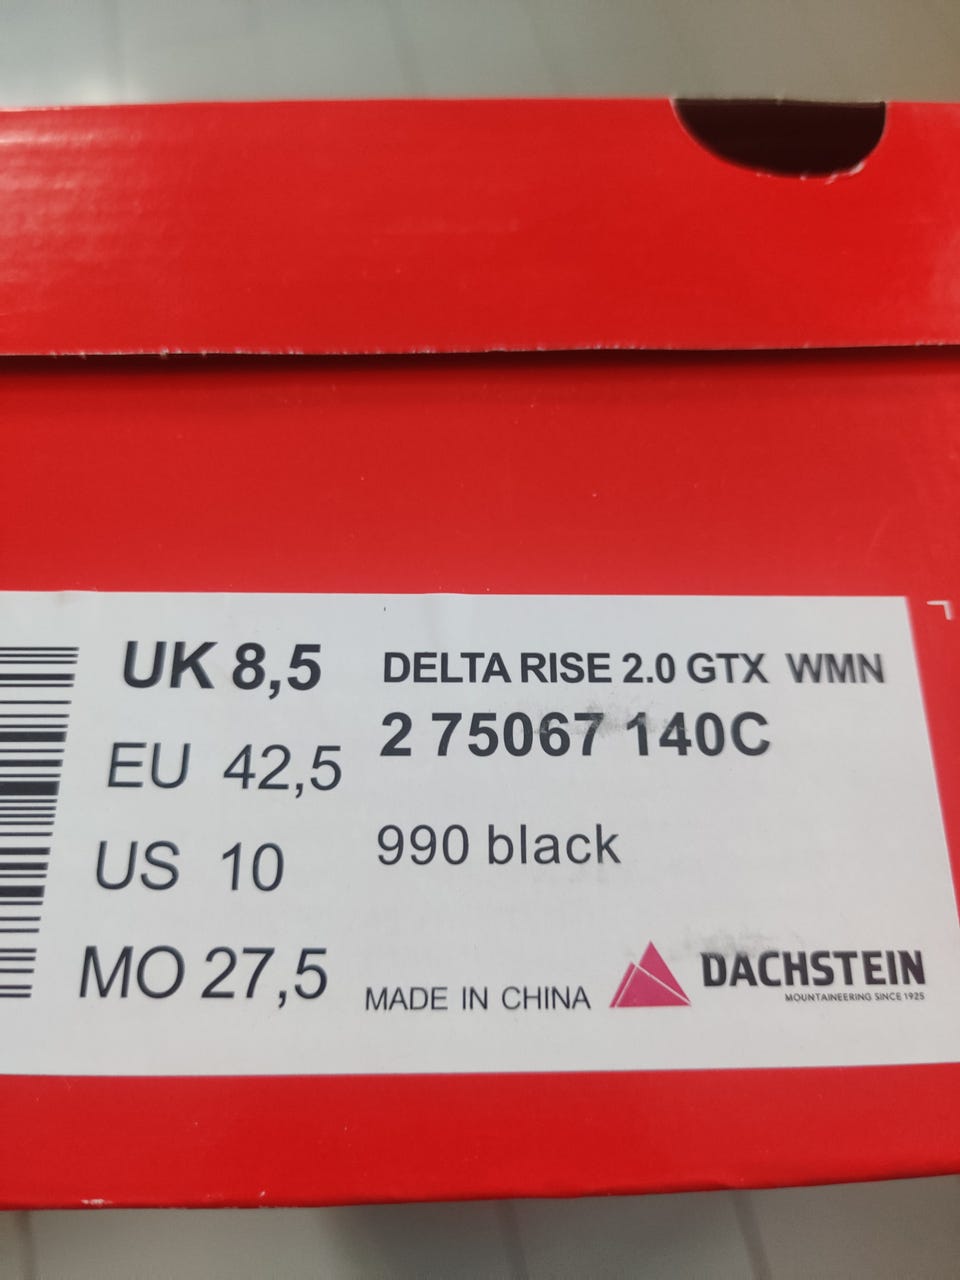 UK 8,5
EU 42,5
US 10
MO 27,5
DELTA RISE 2.0 GTX WMN
2 75067 140C
990 black
MADE IN CHINA
DACHSTEIN
MOUNTAINEERING SINCE 1925